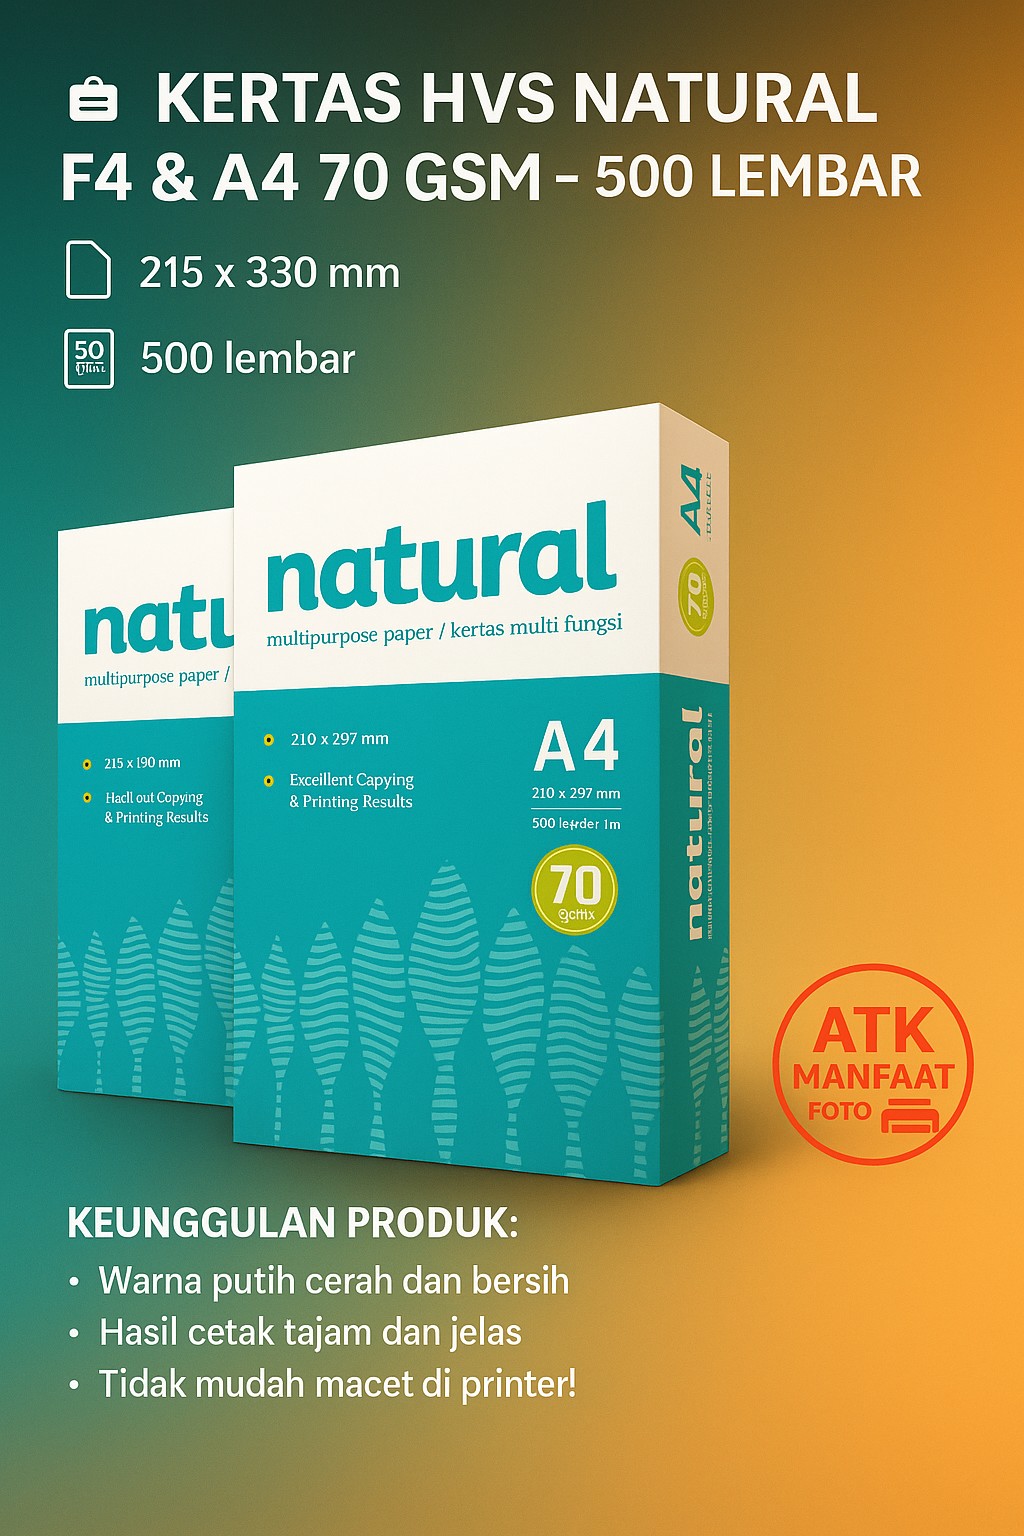 KERTAS HVS NATURAL
F4 & A4 70 GSM – 500 LEMBAR
215 x 330 mm
50
500 lembar
natu
multipurpose paper /
215 x 190 mm
Hacll out Copying
& Printing Results
natural
multipurpose paper / kertas multi fungsi
210 x 297 mm
Exceillent Capying
& Printing Results
A4
210 x 297 mm
500
70
A4
70
natural
ATK
MANFAAT
FOTO
KEUNGGULAN PRODUK:
• Warna putih cerah dan bersih
• Hasil cetak tajam dan jelas
• Tidak mudah macet di printer!